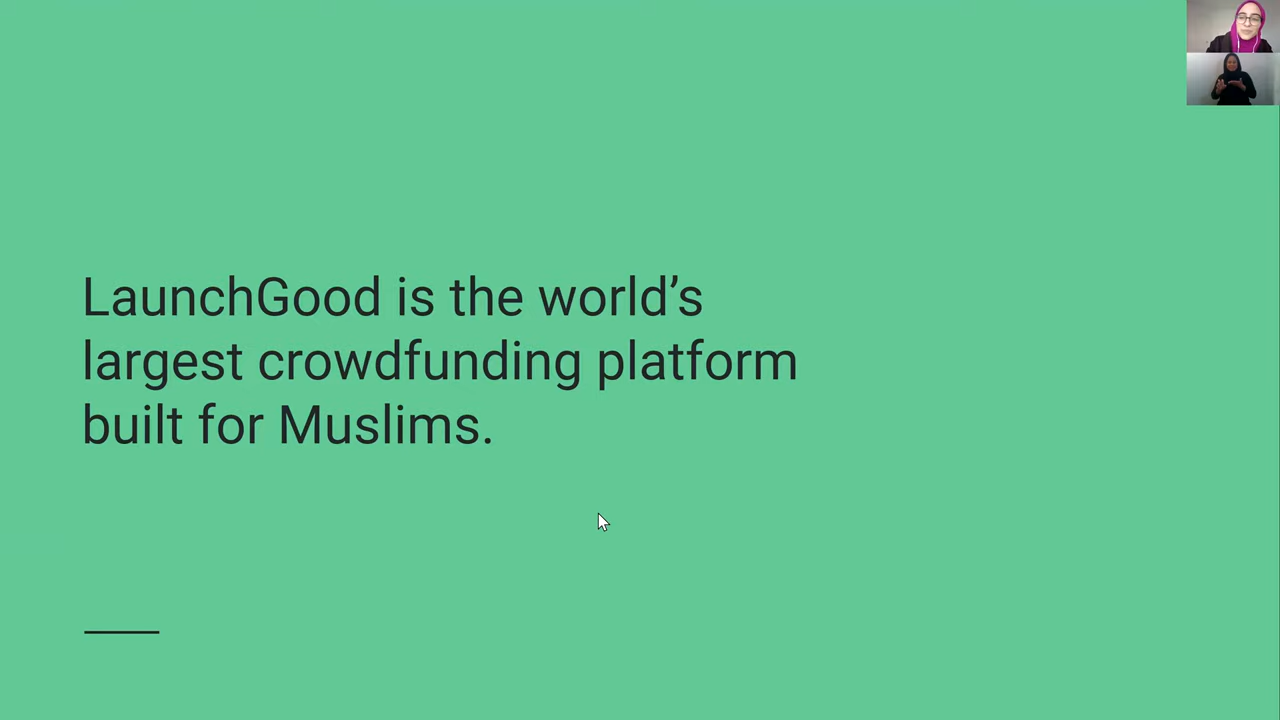 LaunchGood is the world’s
largest crowdfunding platform
built for Muslims.